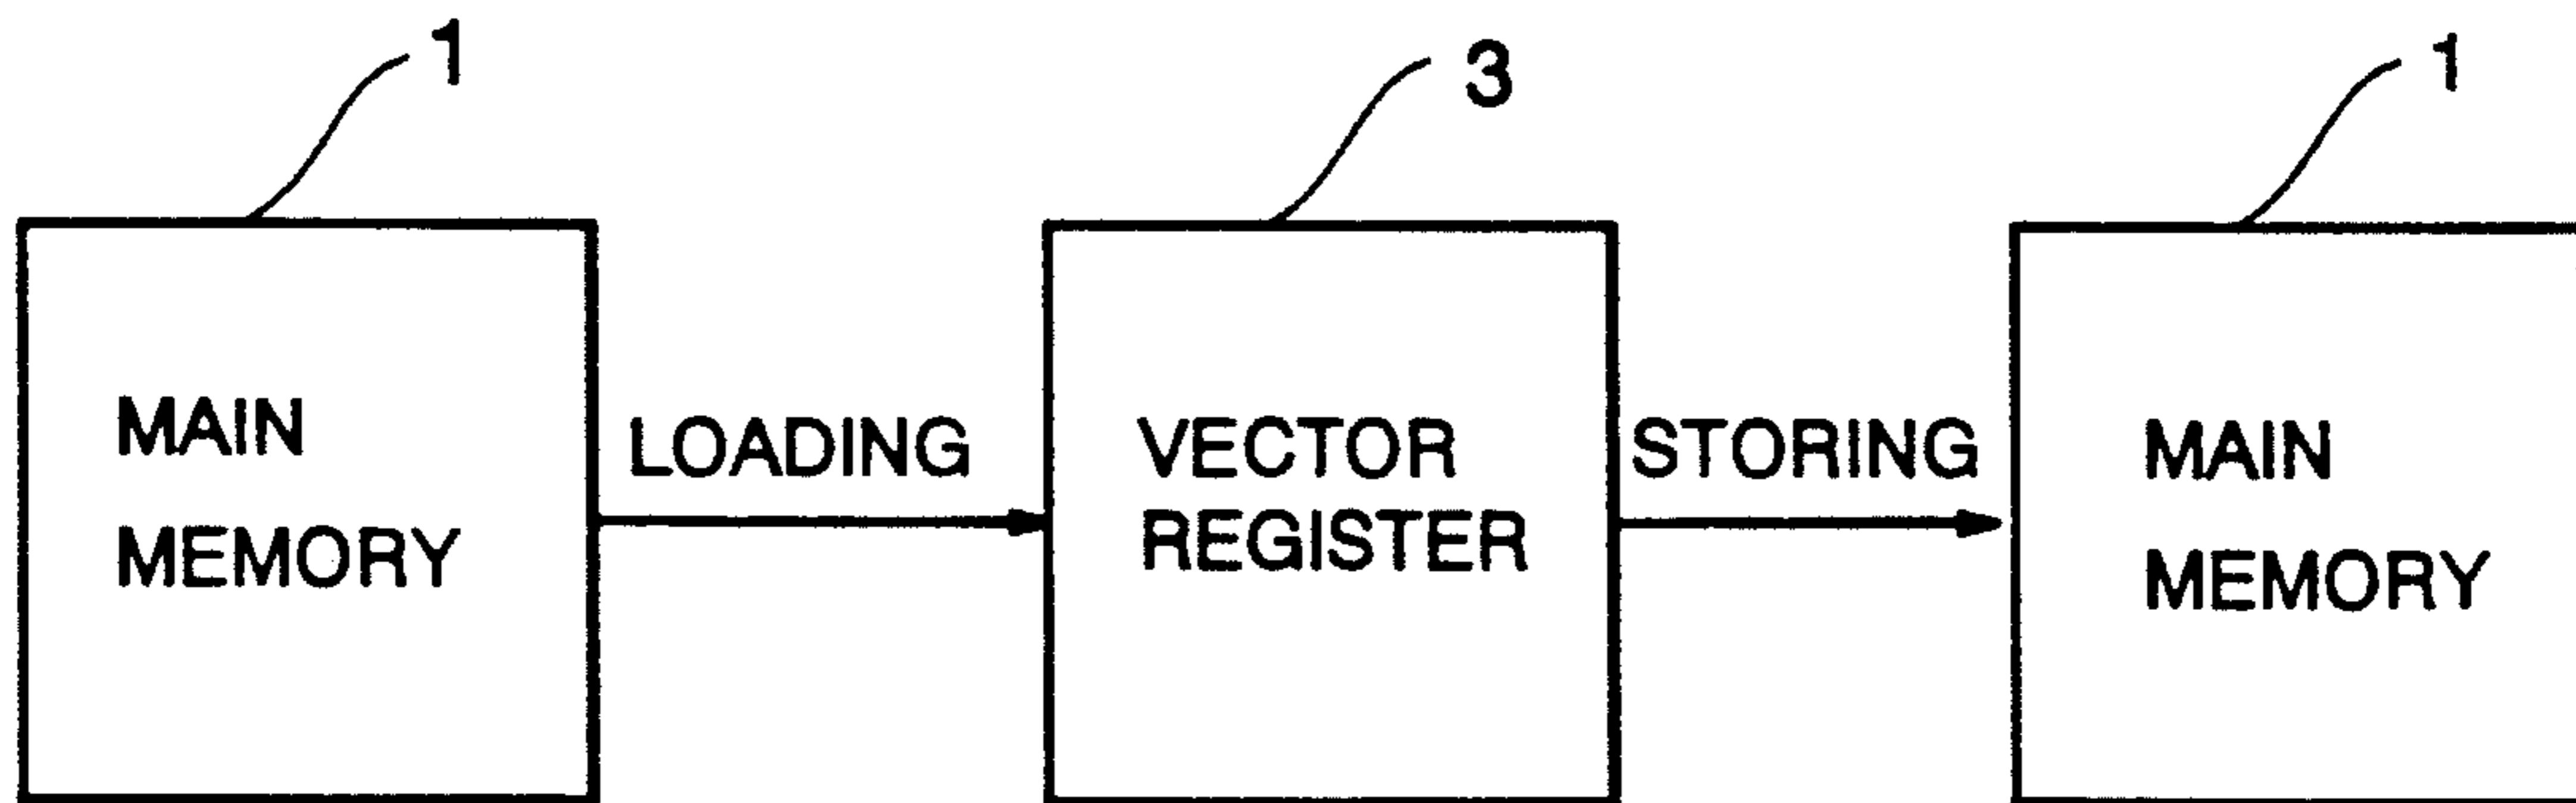 1
3
1
MAIN
MEMORY
LOADING
VECTOR
REGISTER
STORING
MAIN
MEMORY